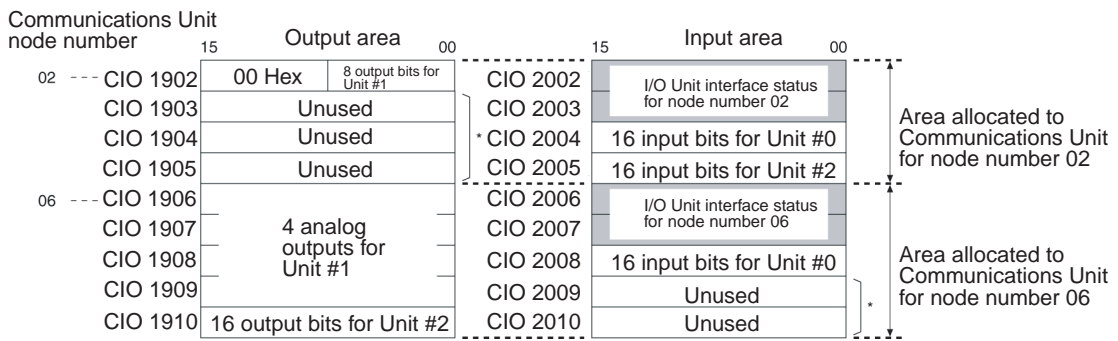 Communications Unit
node number
15 Output area 00
15 Input area 00
02 --- CIO 1902 00 Hex 8 output bits for
Unit #1
CIO 2002 I/O Unit interface status
for node number 02
CIO 1903 Unused CIO 2003
CIO 1904 Unused * CIO 2004 16 input bits for Unit #0
CIO 1905 Unused CIO 2005 16 input bits for Unit #2
Area allocated to
Communications Unit
for node number 02
06 --- CIO 1906 CIO 2006 I/O Unit interface status
for node number 06
CIO 1907 4 analog
outputs for
Unit #1
CIO 2007
CIO 1908 CIO 2008 16 input bits for Unit #0
CIO 1909 CIO 2009 Unused *
CIO 1910 16 output bits for Unit #2 CIO 2010 Unused
Area allocated to
Communications Unit
for node number 06